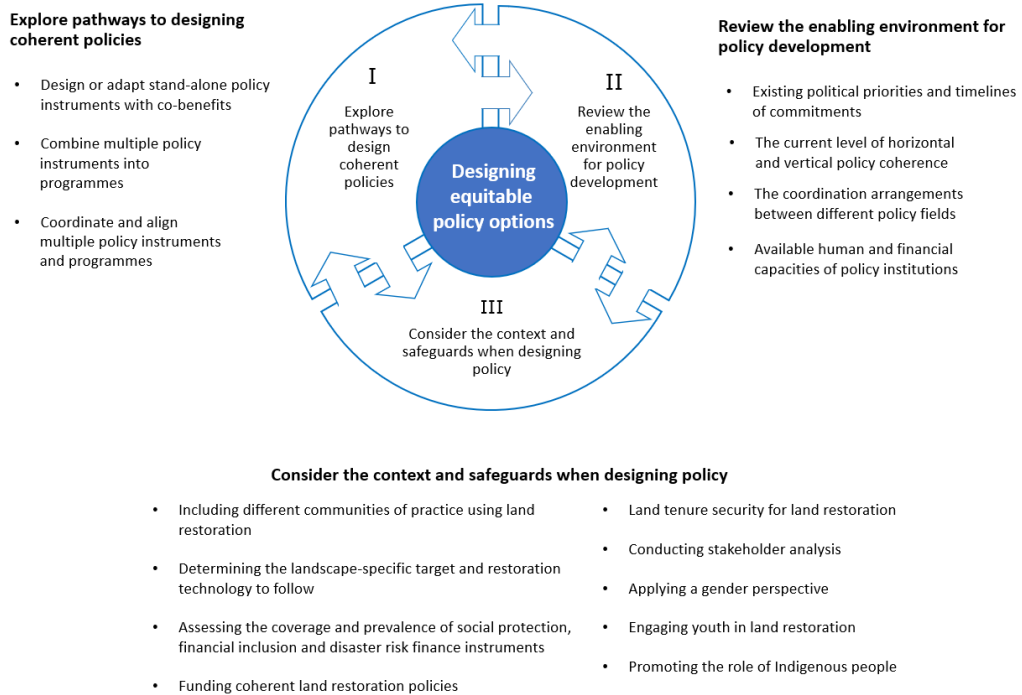 Explore pathways to designing
coherent policies
• Design or adapt stand-alone policy
instruments with co-benefits
• Combine multiple policy
instruments into
programmes
• Coordinate and align
multiple policy instruments
and programmes
I
Explore
pathways to
design
coherent
policies
II
Review the
enabling
environment
for policy
development
Designing
equitable
policy options
III
Consider the context and
safeguards when designing
policy
Review the enabling environment for
policy development
• Existing political priorities and timelines
of commitments
• The current level of horizontal
and vertical policy coherence
• The coordination arrangements
between different policy fields
• Available human and financial
capacities of policy institutions
Consider the context and safeguards when designing policy
• Including different communities of practice using land
restoration
• Determining the landscape-specific target and restoration
technology to follow
• Assessing the coverage and prevalence of social protection,
financial inclusion and disaster risk finance instruments
• Funding coherent land restoration policies
• Land tenure security for land restoration
• Conducting stakeholder analysis
• Applying a gender perspective
• Engaging youth in land restoration
• Promoting the role of Indigenous people